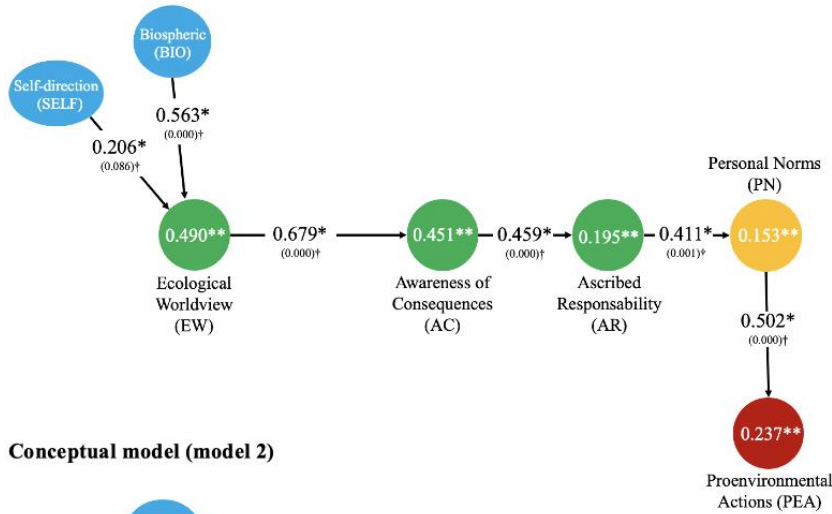 Biospheric
(BIO)
Self-direction
(SELF)
0.563*
(0.000)†
0.206*
(0.086)†
Personal Norms
(PN)
0.490**
0.679*
(0.000)†
0.451**
0.459*
(0.000)†
0.195**
0.411*
(0.001)†
0.153**
Ecological
Worldview
(EW)
Awareness of
Consequences
(AC)
Ascribed
Responsability
(AR)
0.502*
(0.000)†
0.237**
Conceptual model (model 2)
Proenvironmental
Actions (PEA)